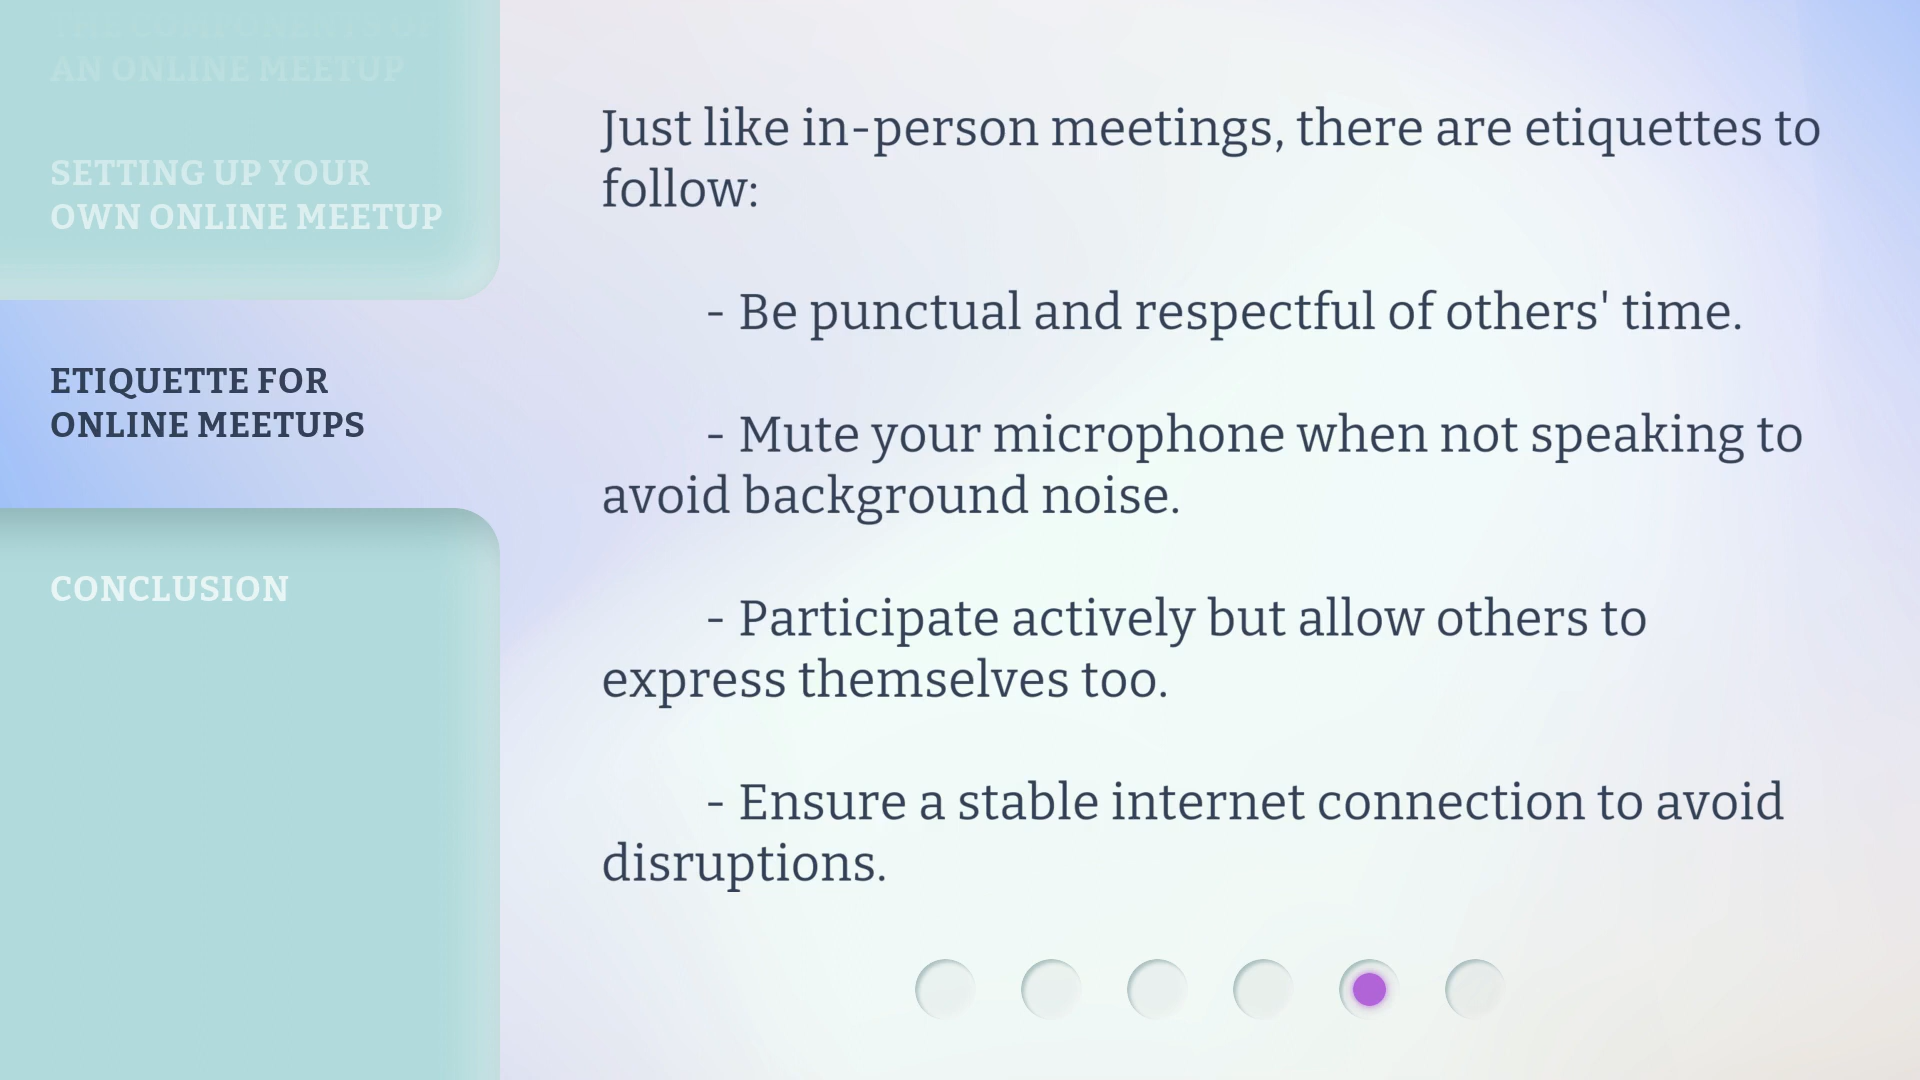 THE COMPONENTS OF
AN ONLINE MEETUP
SETTING UP YOUR
OWN ONLINE MEETUP
ETIQUETTE FOR
ONLINE MEETUPS
CONCLUSION
Just like in-person meetings, there are etiquettes to
follow:
- Be punctual and respectful of others' time.
- Mute your microphone when not speaking to
avoid background noise.
- Participate actively but allow others to
express themselves too.
- Ensure a stable internet connection to avoid
disruptions.